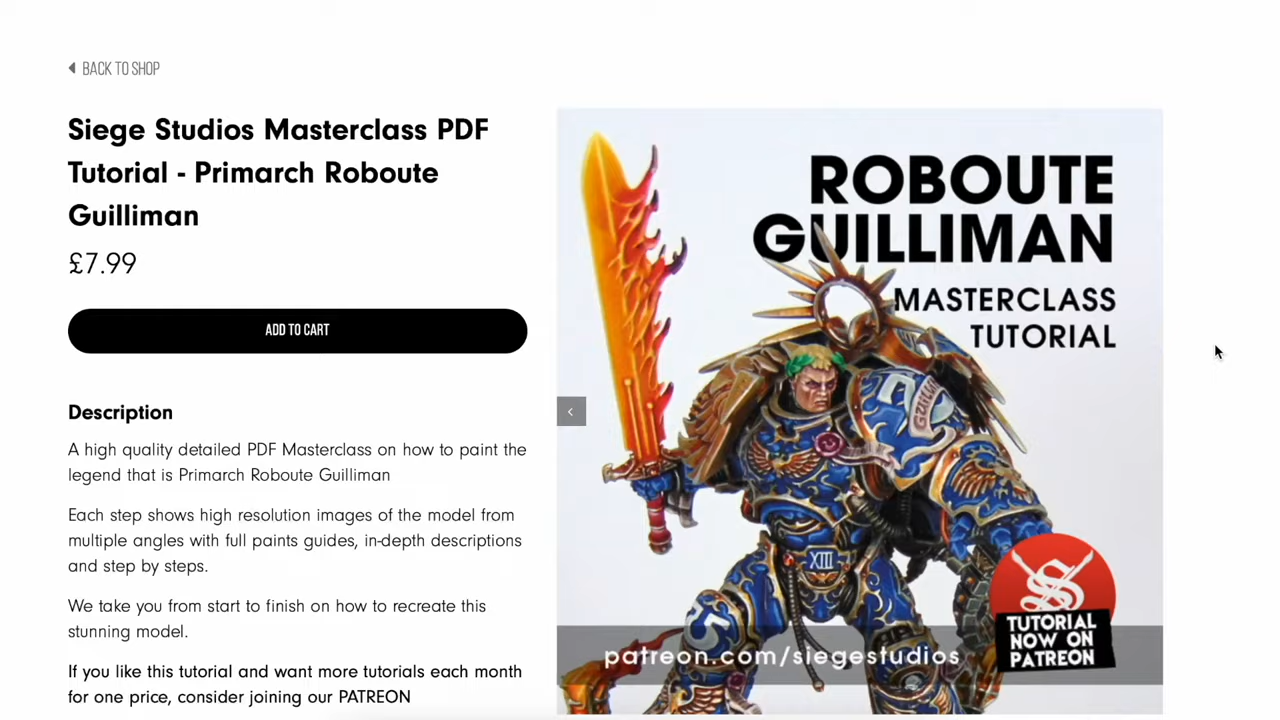 BACK TO SHOP
Siege Studios Masterclass PDF
Tutorial - Primarch Roboute
Guilliman
£7.99
ADD TO CART
Description
A high quality detailed PDF Masterclass on how to paint the
legend that is Primarch Roboute Guilliman
Each step shows high resolution images of the model from
multiple angles with full paints guides, in-depth descriptions
and step by steps.
We take you from start to finish on how to recreate this
stunning model.
If you like this tutorial and want more tutorials each month
for one price, consider joining our PATREON
ROBOUTE
GUILLIMAN
MASTERCLASS
TUTORIAL
XIII
TUTORIAL
NOW ON
PATREON
patreon.com/siegestudios